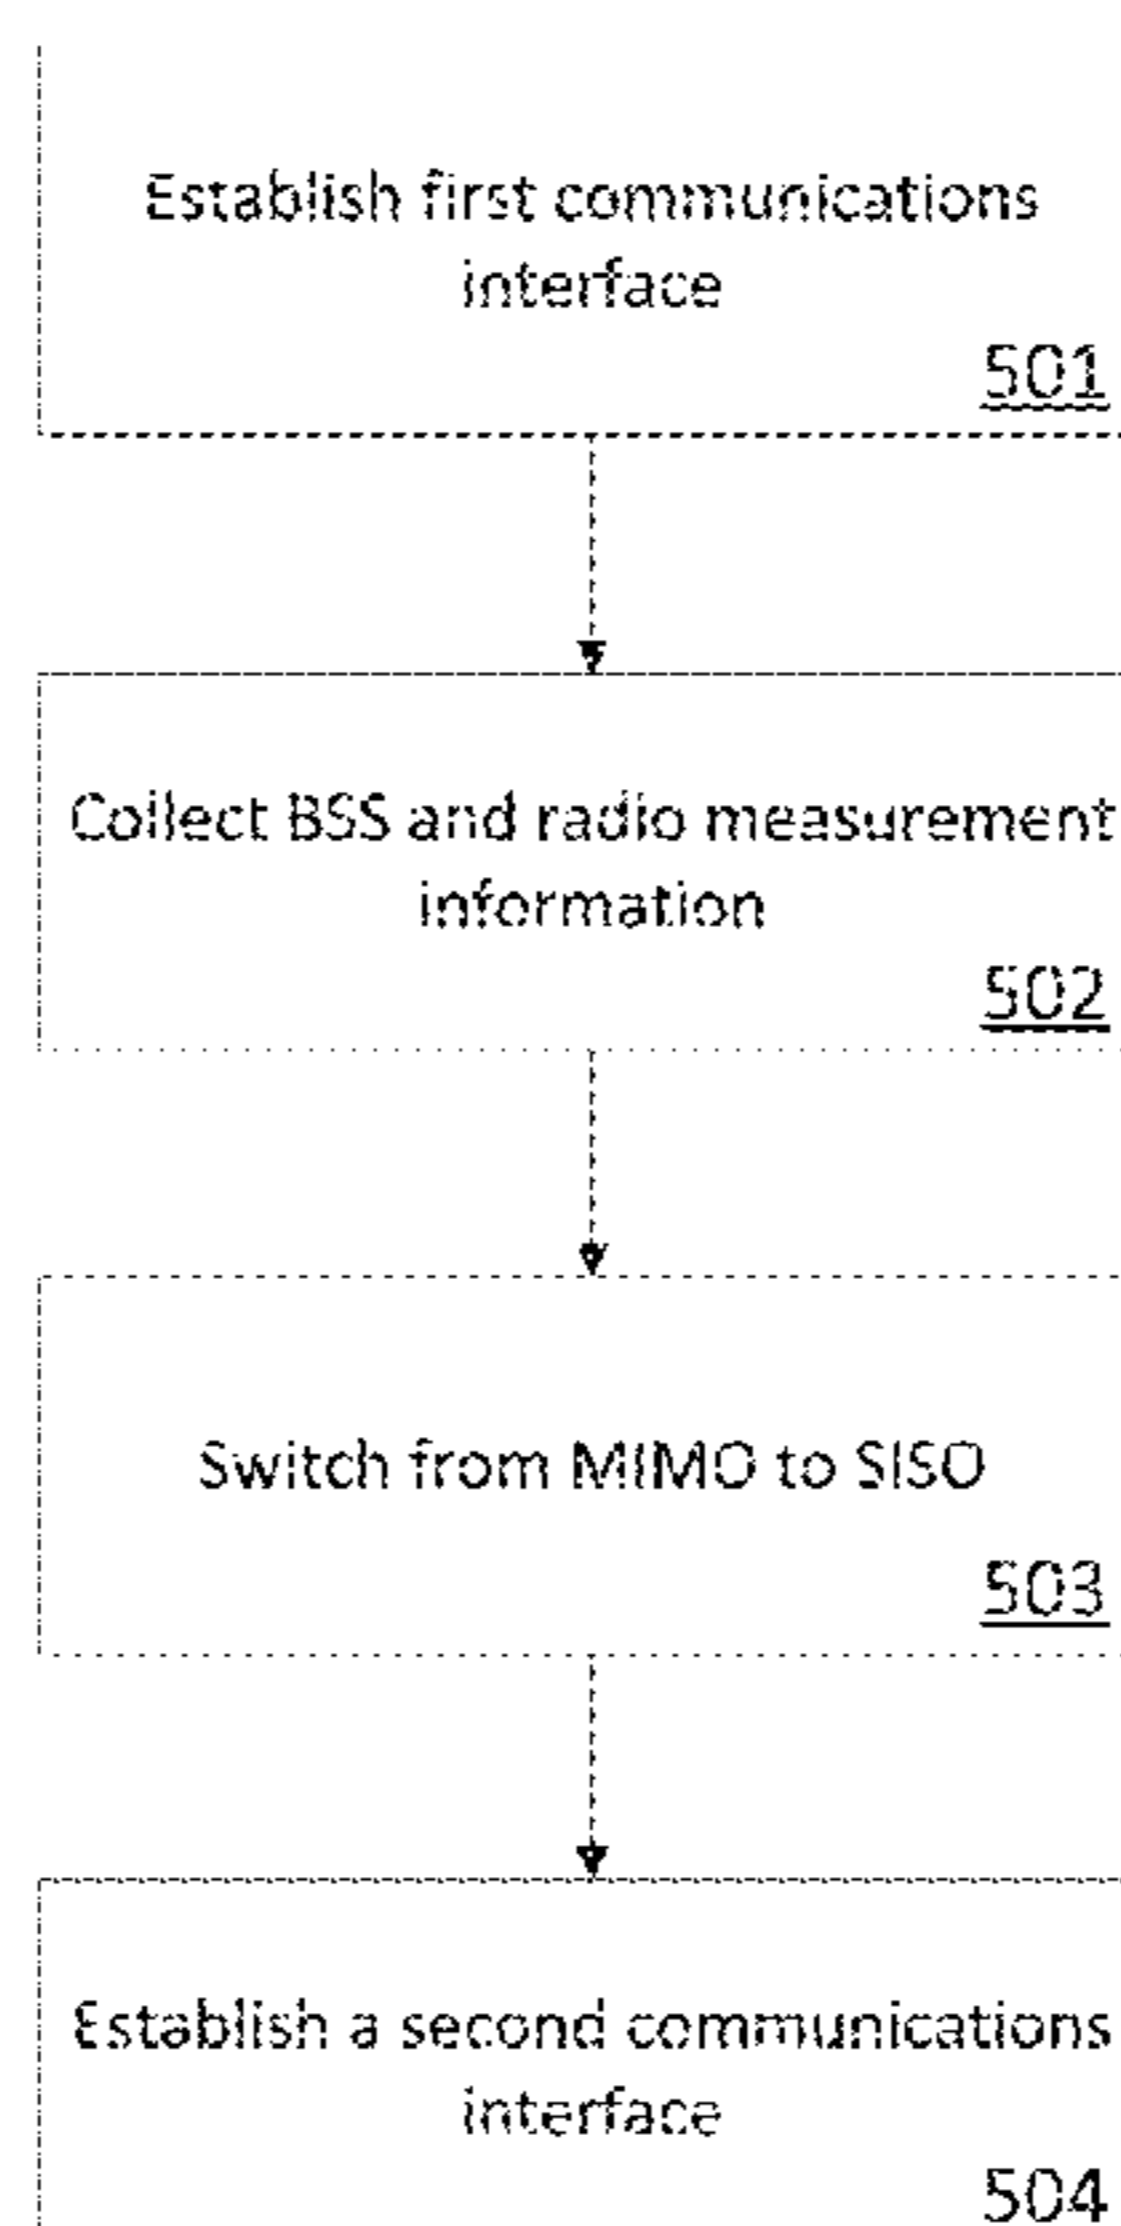 Establish first communications
interface
501
Collect BSS and radio measurement
information
502
Switch from MIMO to SISO
503
Establish a second communications
interface
504